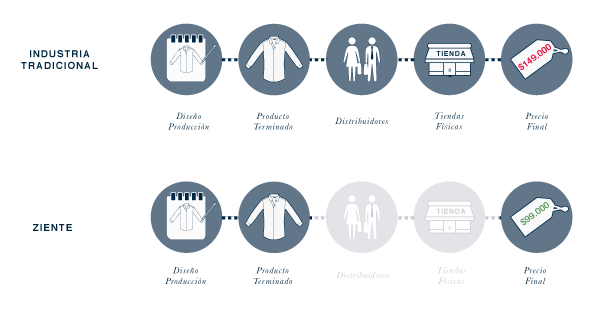 INDUSTRIA
TRADICIONAL
TIENDA
$149.000
Diseño
Producción
Producto
Terminado
Distribuidores
Tiendas
Físicas
Precio
Final
ZIENTE
TIENDA
$99.000
Diseño
Producción
Producto
Terminado
Distribuidores
Tiendas
Físicas
Precio
Final